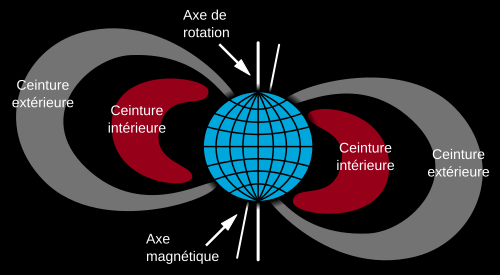 Axe de
rotation
Ceinture
extérieure
Ceinture
intérieure
Ceinture
intérieure
Ceinture
extérieure
Axe
magnétique